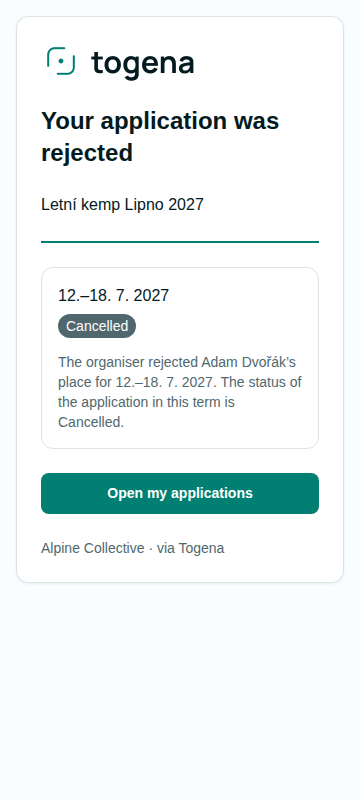 togena
Your application was
rejected
Letní kemp Lipno 2027
12.–18. 7. 2027
Cancelled
The organiser rejected Adam Dvořák’s
place for 12.–18. 7. 2027. The status of
the application in this term is
Cancelled.
Open my applications
Alpine Collective · via Togena